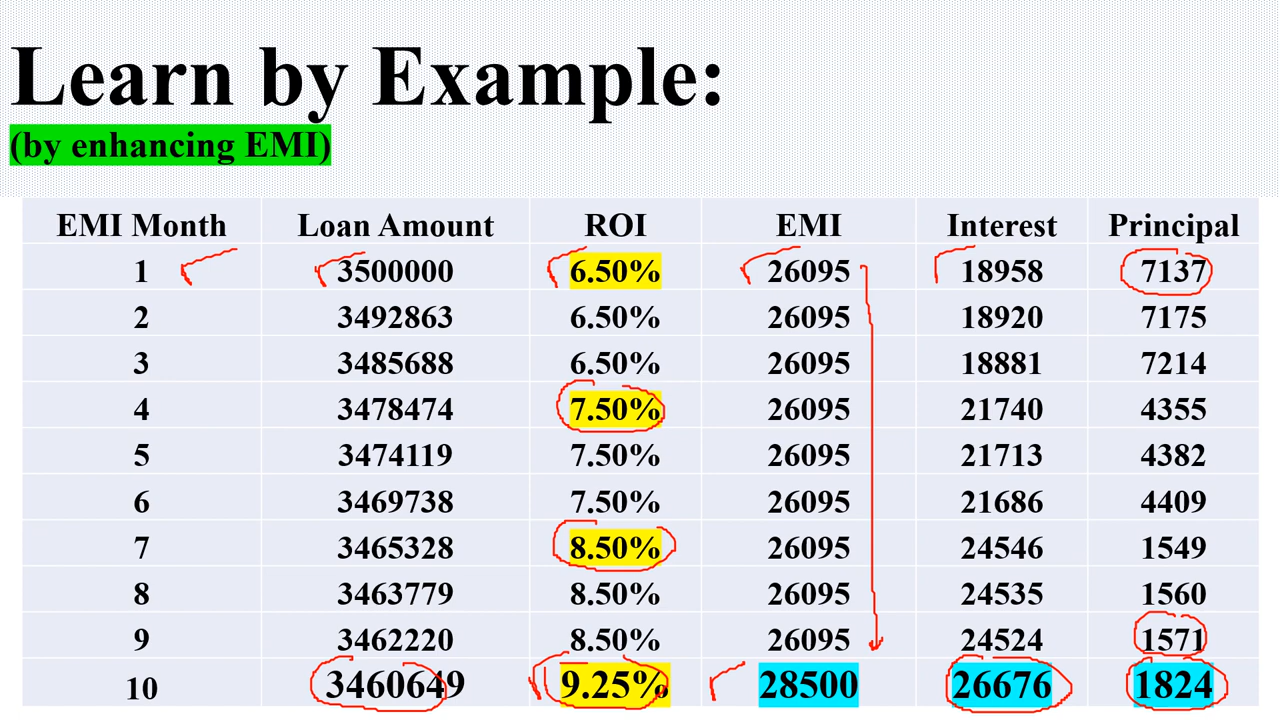 Learn by Example:
(by enhancing EMI)
EMI Month Loan Amount ROI EMI Interest Principal
1 3500000 6.50% 26095 18958 7137
2 3492863 6.50% 26095 18920 7175
3 3485688 6.50% 26095 18881 7214
4 3478474 7.50% 26095 21740 4355
5 3474119 7.50% 26095 21713 4382
6 3469738 7.50% 26095 21686 4409
7 3465328 8.50% 26095 24546 1549
8 3463779 8.50% 26095 24535 1560
9 3462220 8.50% 26095 24524 1571
10 3460649 9.25% 28500 26676 1824